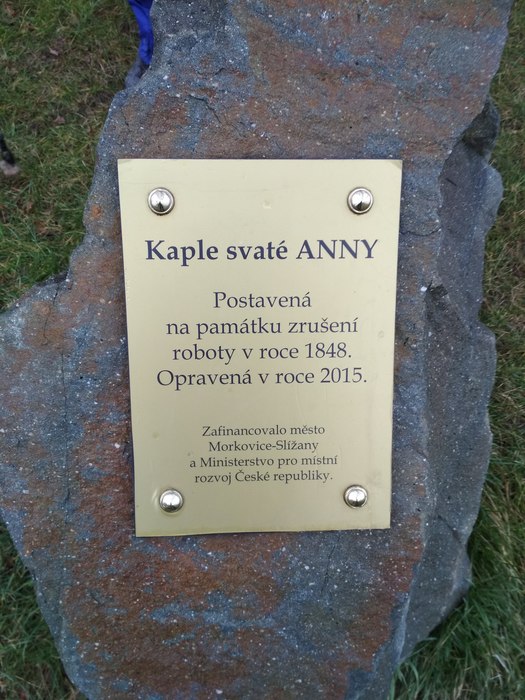 Kaple svaté ANNY
Postavená
na památku zrušení
roboty v roce 1848.
Opravená v roce 2015.
Zafinancovalo město
Morkovice-Slížany
a Ministerstvo pro místní
rozvoj České republiky.